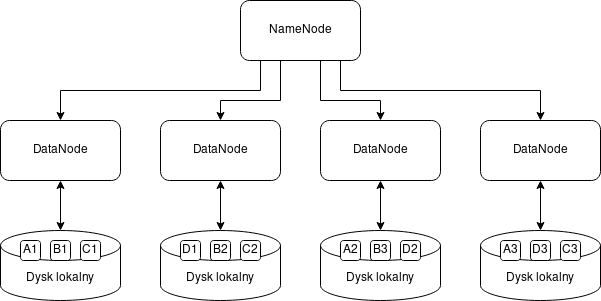 NameNode
DataNode DataNode DataNode DataNode
A1 B1 C1 D1 B2 C2 A2 B3 D2 A3 D3 C3
Dysk lokalny Dysk lokalny Dysk lokalny Dysk lokalny